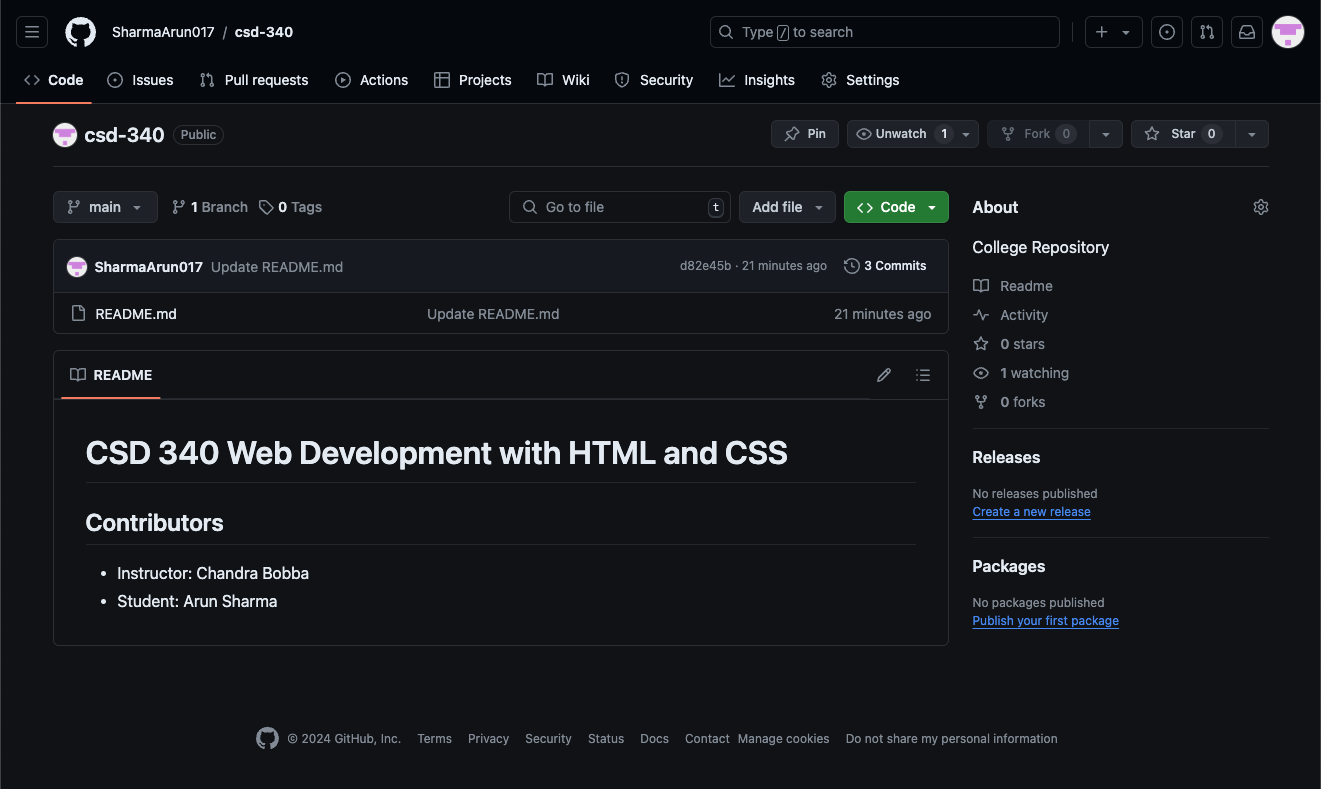 SharmaArun017 / csd-340
Type / to search
Code Issues Pull requests Actions Projects Wiki Security Insights Settings
csd-340 Public
Pin Unwatch 1 Fork 0 Star 0
main 1 Branch 0 Tags Go to file t Add file Code
SharmaArun017 Update README.md d82e45b · 21 minutes ago 3 Commits
README.md Update README.md 21 minutes ago
README
CSD 340 Web Development with HTML and CSS
Contributors
• Instructor: Chandra Bobba
• Student: Arun Sharma
About
College Repository
Readme
Activity
0 stars
1 watching
0 forks
Releases
No releases published
Create a new release
Packages
No packages published
Publish your first package
© 2024 GitHub, Inc. Terms Privacy Security Status Docs Contact Manage cookies Do not share my personal information